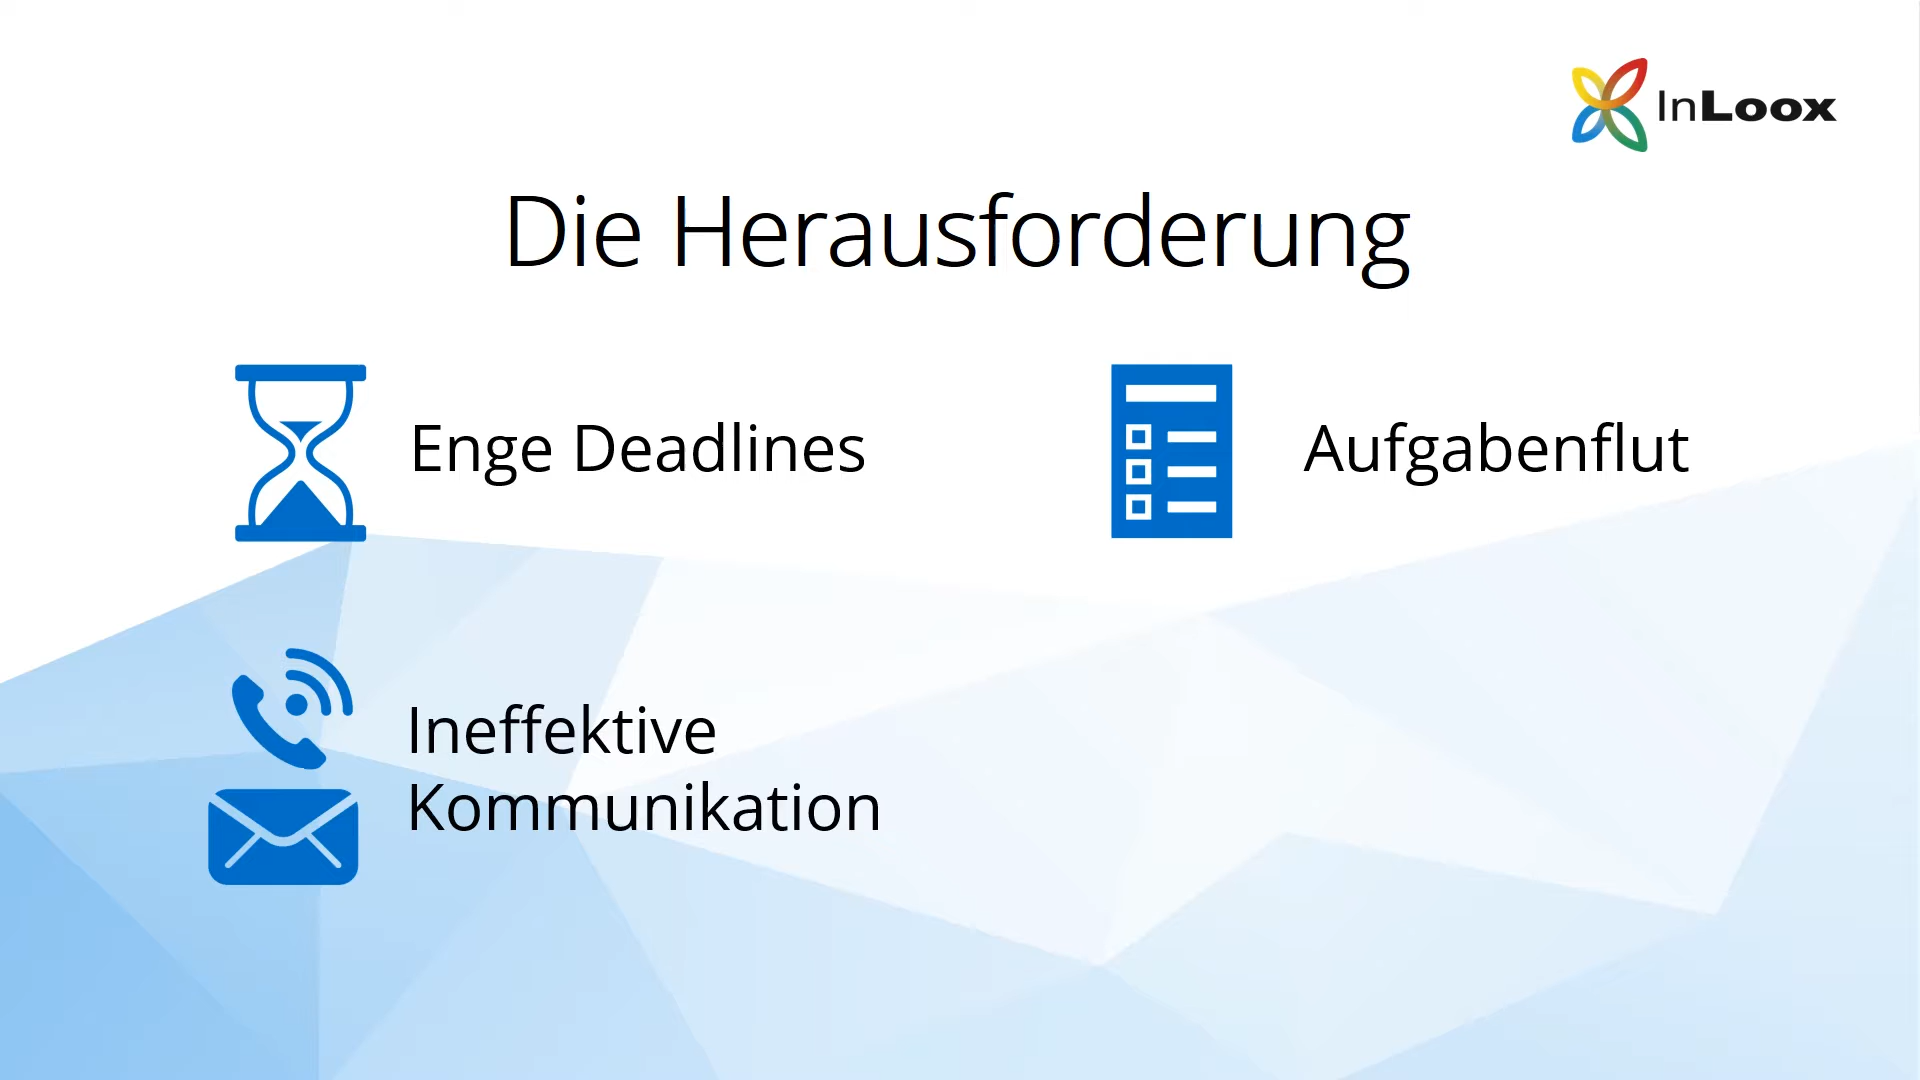 InLoox
Die Herausforderung
Enge Deadlines
Aufgabenflut
Ineffektive
Kommunikation